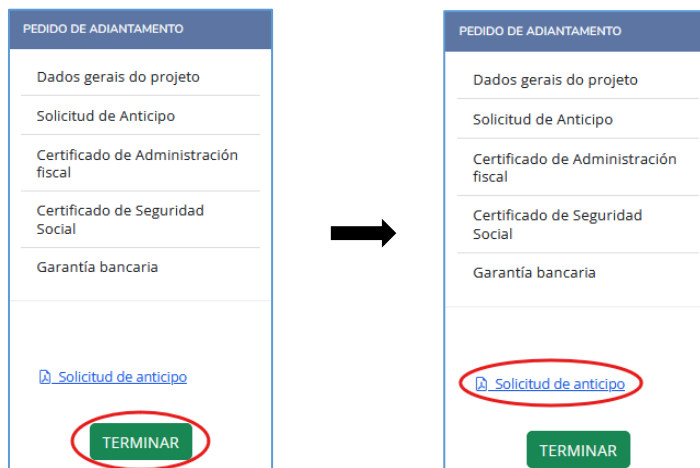 PEDIDO DE ADIANTAMENTO
Dados gerais do projeto
Solicitud de Anticipo
Certificado de Administración
fiscal
Certificado de Seguridad
Social
Garantía bancaria
Solicitud de anticipo
TERMINAR
PEDIDO DE ADIANTAMENTO
Dados gerais do projeto
Solicitud de Anticipo
Certificado de Administración
fiscal
Certificado de Seguridad
Social
Garantía bancaria
Solicitud de anticipo
TERMINAR